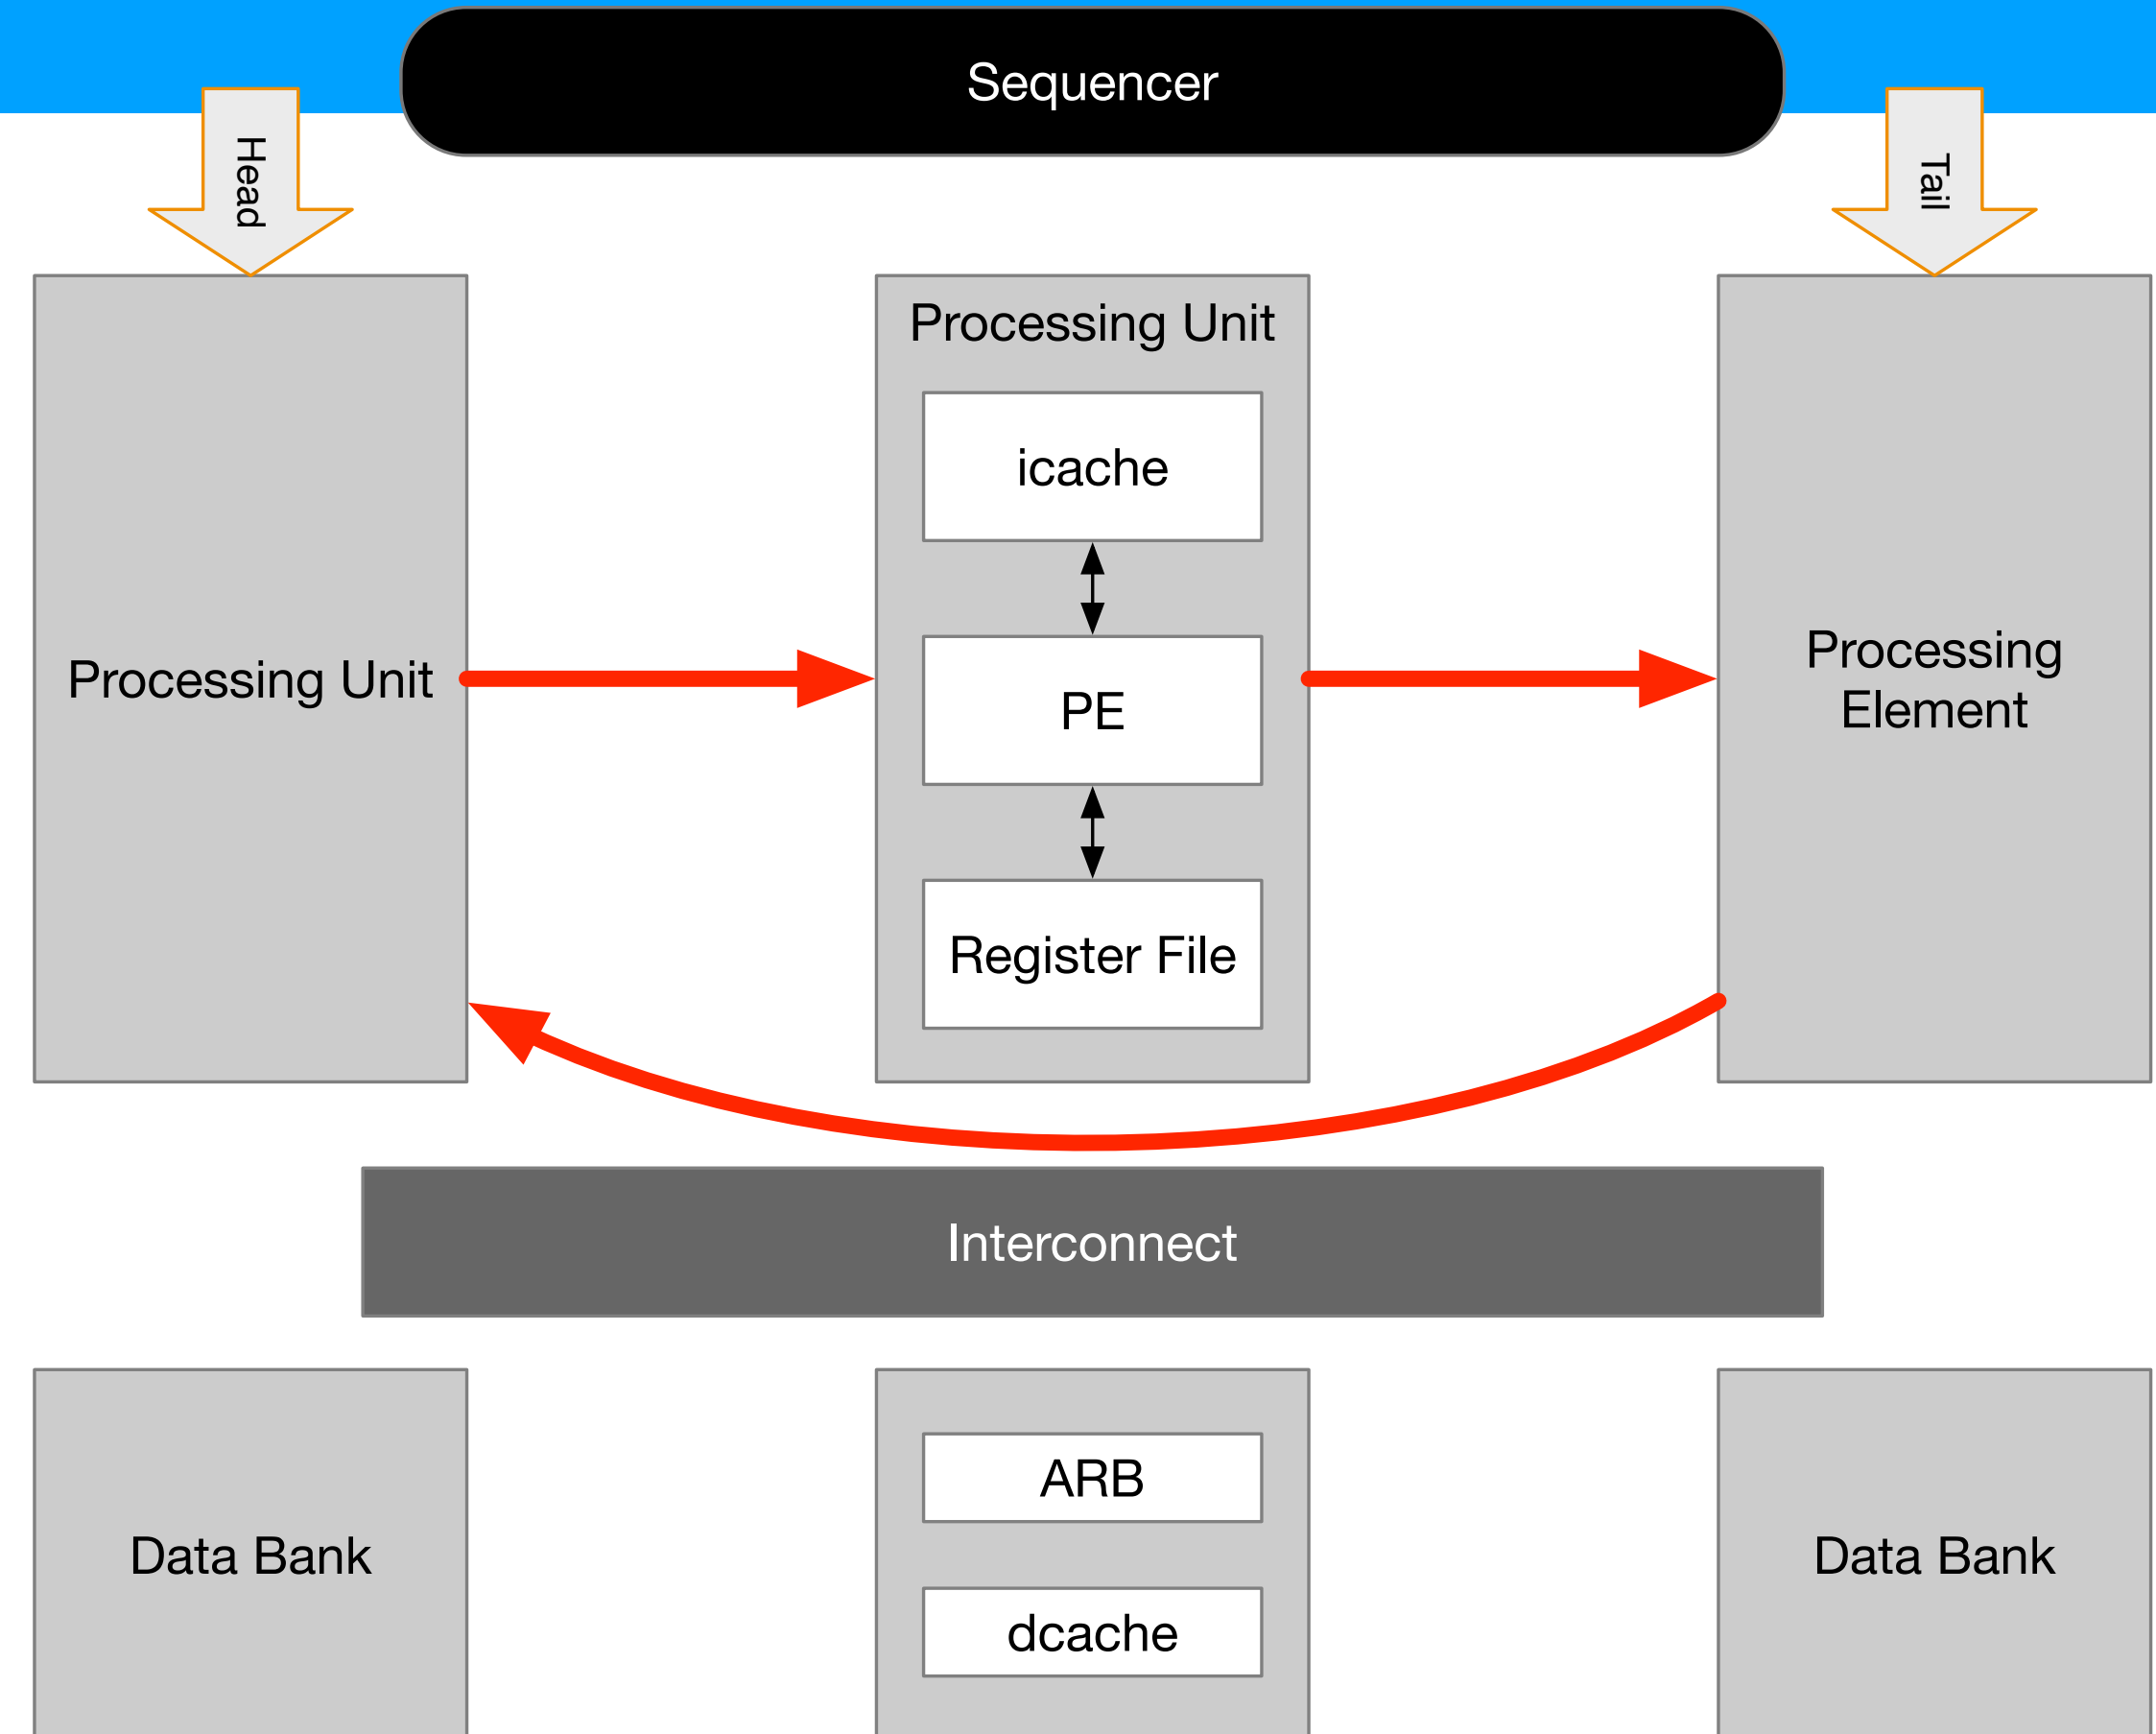 Sequencer
Head
Tail
Processing Unit
icache
PE
Register File
Processing Unit
Processing
Element
Interconnect
Data Bank
ARB
dcache
Data Bank